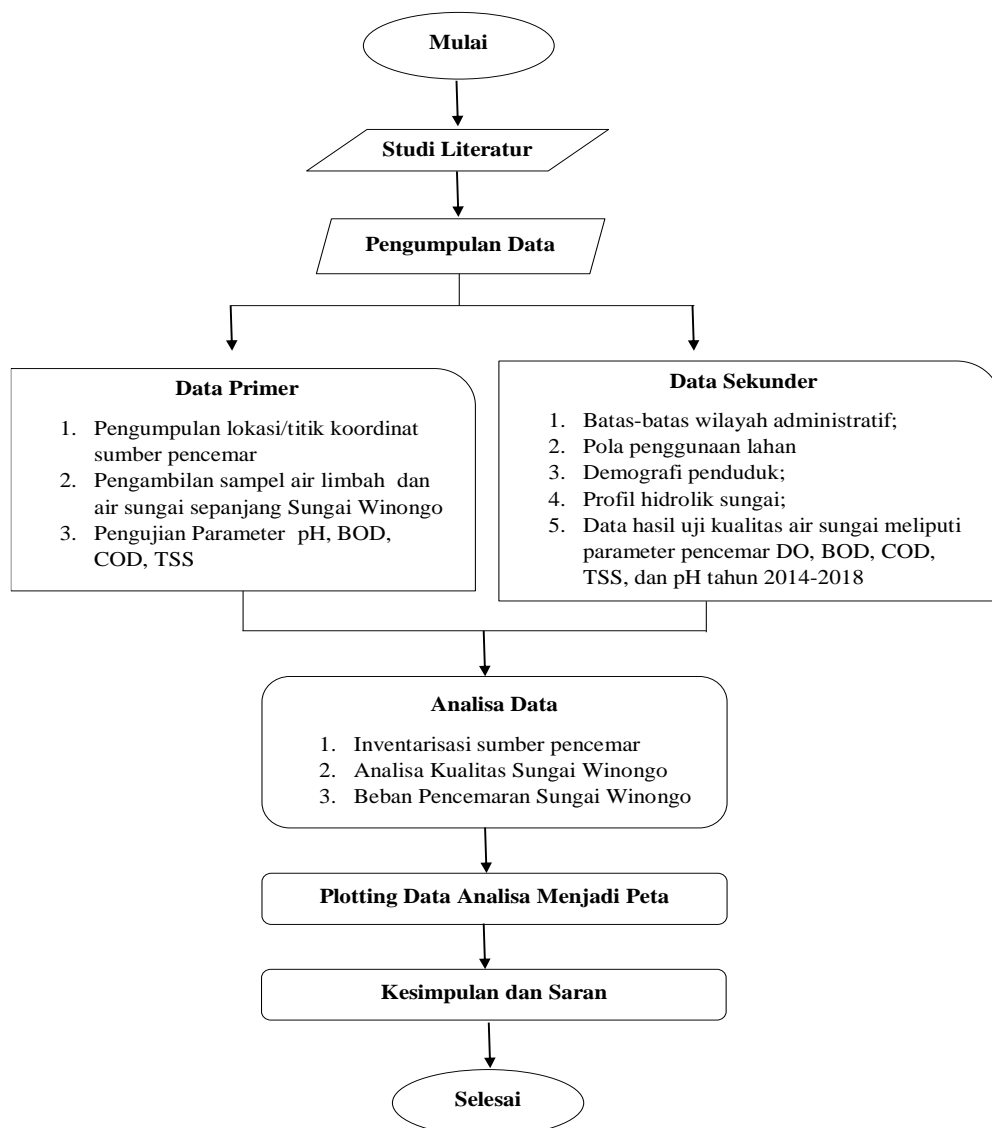 Mulai
Studi Literatur
Pengumpulan Data
Data Primer
1. Pengumpulan lokasi/titik koordinat
sumber pencemar
2. Pengambilan sampel air limbah dan
air sungai sepanjang Sungai Winongo
3. Pengujian Parameter pH, BOD,
COD, TSS
Data Sekunder
1. Batas-batas wilayah administratif;
2. Pola penggunaan lahan
3. Demografi penduduk;
4. Profil hidrolik sungai;
5. Data hasil uji kualitas air sungai meliputi
parameter pencemar DO, BOD, COD,
TSS, dan pH tahun 2014-2018
Analisa Data
1. Inventarisasi sumber pencemar
2. Analisa Kualitas Sungai Winongo
3. Beban Pencemaran Sungai Winongo
Plotting Data Analisa Menjadi Peta
Kesimpulan dan Saran
Selesai